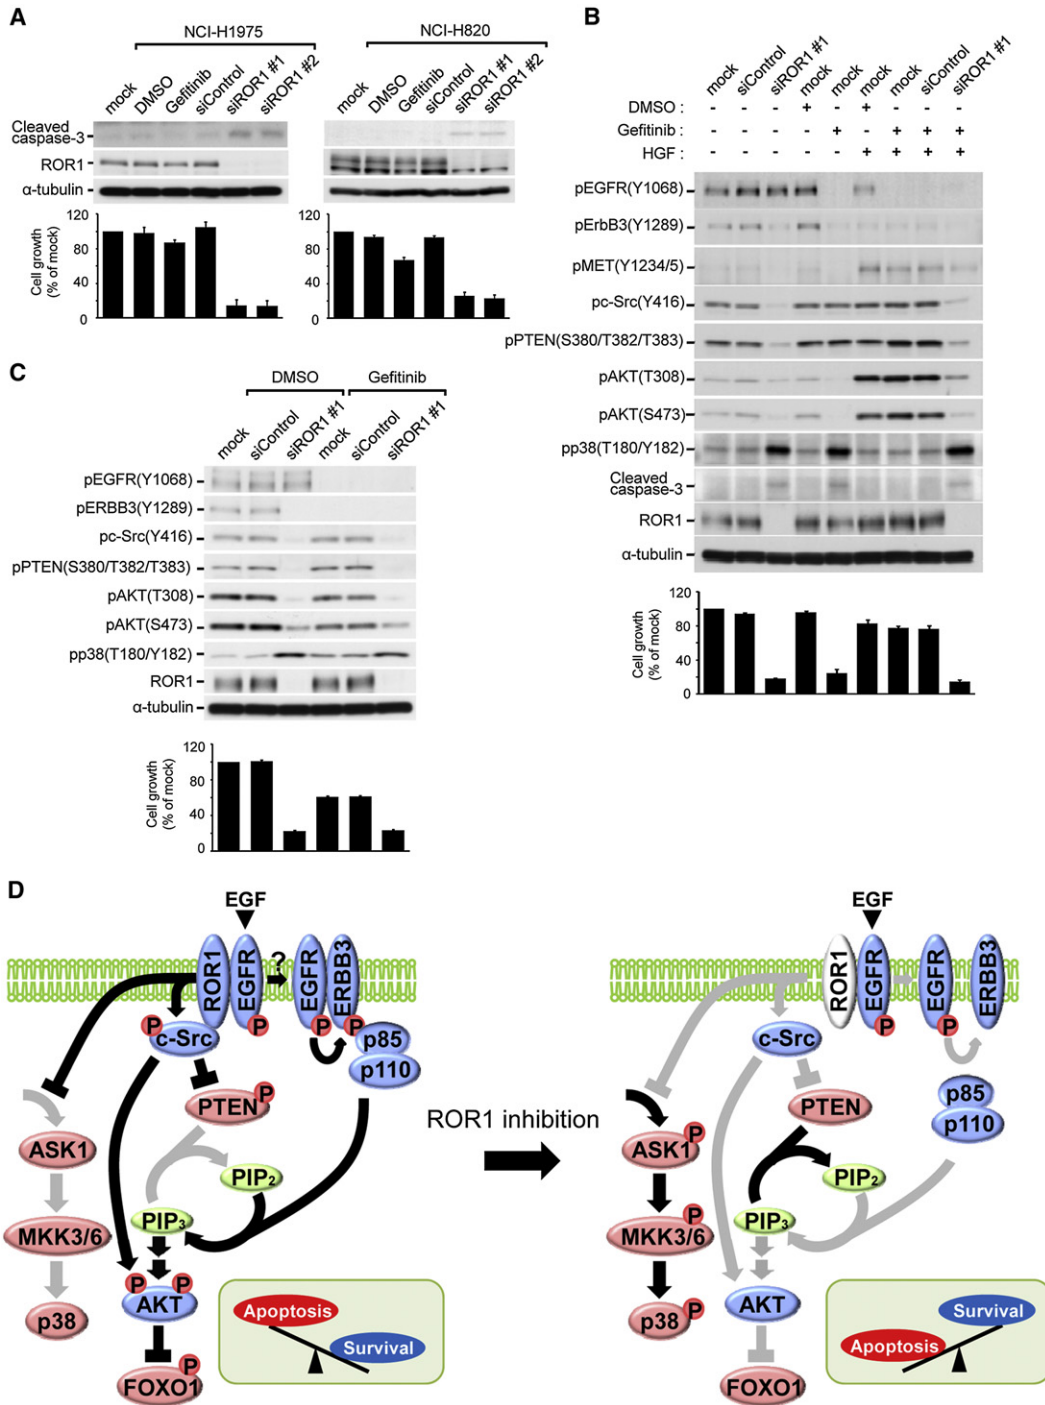 A
NCI-H1975
NCI-H820
mock
DMSO
Gefitinib
siControl
siROR1 #1
siROR1 #2
mock
DMSO
Gefitinib
siControl
siROR1 #1
siROR1 #2
Cleaved
caspase-3
ROR1
α-tubulin
Cell growth
(% of mock)
120
80
40
0
120
80
40
0
B
mock
siControl
siROR1 #1
mock
mock
mock
mock
siControl
siROR1 #1
DMSO : - - - + - + - - -
Gefitinib : - - - - + - + + +
HGF : - - - - - + + + +
pEGFR(Y1068)
pErbB3(Y1289)
pMET(Y1234/5)
pc-Src(Y416)
pPTEN(S380/T382/T383)
pAKT(T308)
pAKT(S473)
pp38(T180/Y182)
Cleaved
caspase-3
ROR1
α-tubulin
Cell growth
(% of mock)
120
80
40
0
C
DMSO
Gefitinib
mock
siControl
siROR1 #1
mock
siControl
siROR1 #1
pEGFR(Y1068)
pERBB3(Y1289)
pc-Src(Y416)
pPTEN(S380/T382/T383)
pAKT(T308)
pAKT(S473)
pp38(T180/Y182)
ROR1
α-tubulin
Cell growth
(% of mock)
120
80
40
0
D
EGF
ROR1
EGFR
?
EGFR
ERBB3
P
P
P
P
c-Src
p85
p110
PTEN
P
ASK1
PIP2
MKK3/6
PIP3
P
P
AKT
p38
P
FOXO1
Apoptosis
Survival
ROR1 inhibition
EGF
ROR1
EGFR
EGFR
ERBB3
P
P
c-Src
p85
p110
PTEN
P
ASK1
PIP2
P
MKK3/6
PIP3
P
p38
AKT
FOXO1
Survival
Apoptosis